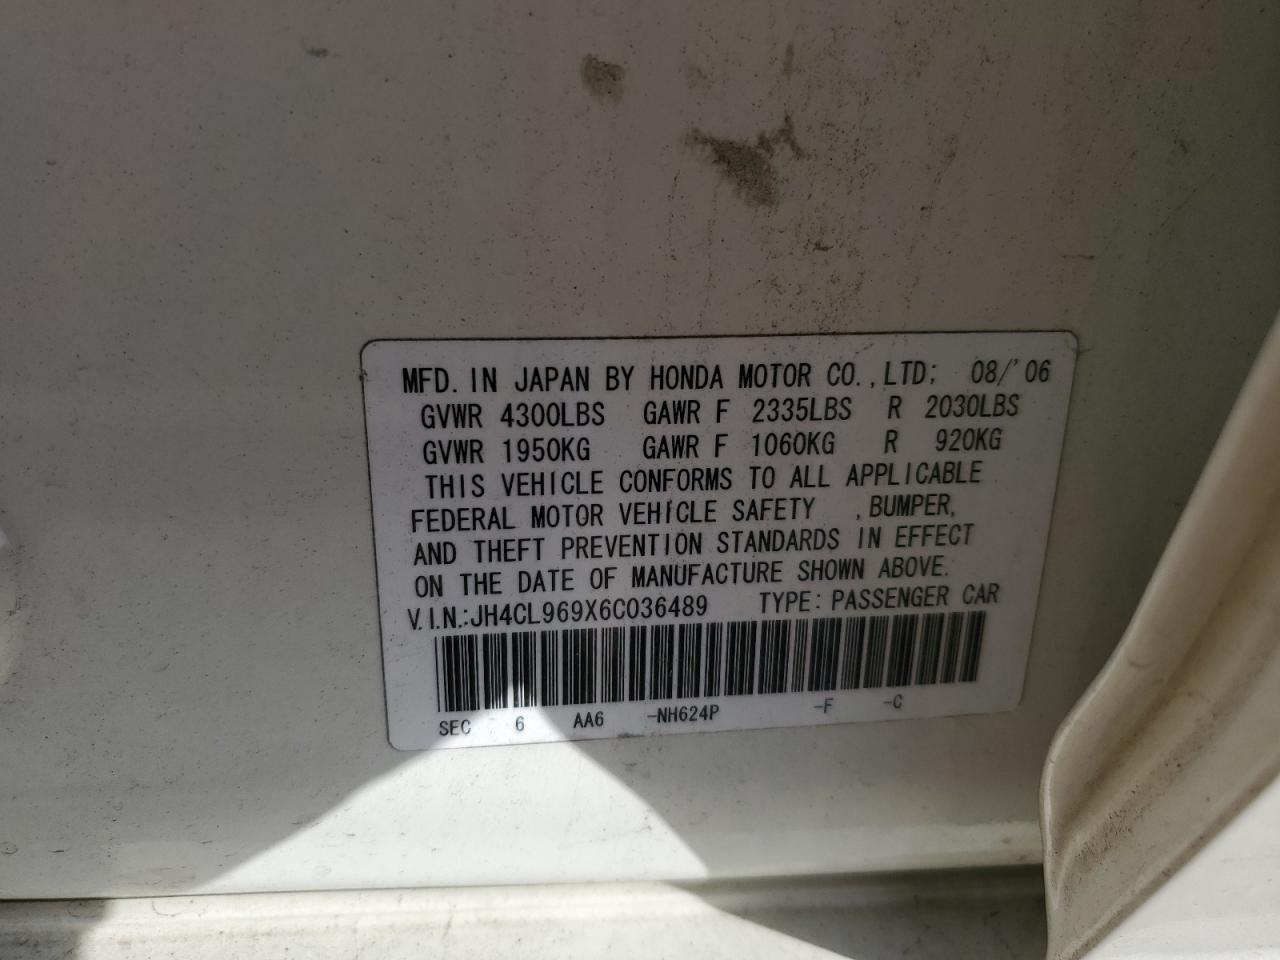 MFD. IN JAPAN BY HONDA MOTOR CO.,LTD; 08/'06
GVWR 4300LBS GAWR F 2335LBS R 2030LBS
GVWR 1950KG GAWR F 1060KG R 920KG
THIS VEHICLE CONFORMS TO ALL APPLICABLE
FEDERAL MOTOR VEHICLE SAFETY ,BUMPER,
AND THEFT PREVENTION STANDARDS IN EFFECT
ON THE DATE OF MANUFACTURE SHOWN ABOVE.
V.I.N.:JH4CL969X6C036489 TYPE:PASSENGER CAR
SEC 6 AA6 -NH624P -F -C